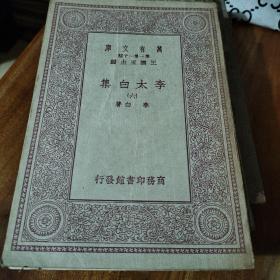 萬有文庫
第一集一千種
王雲五主編
李太白集
(六)
李白著
商務印書館發行